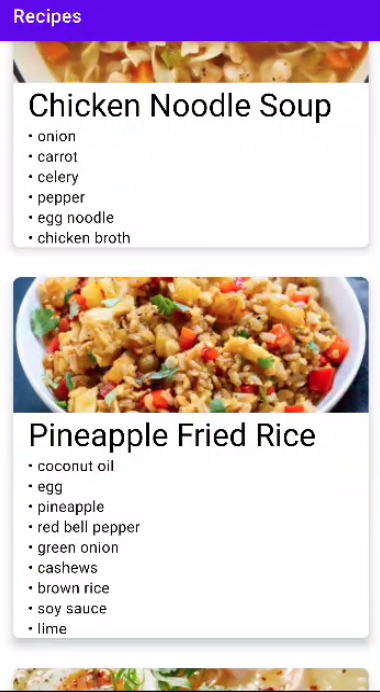 Recipes
Chicken Noodle Soup
• onion
• carrot
• celery
• pepper
• egg noodle
• chicken broth
Pineapple Fried Rice
• coconut oil
• egg
• pineapple
• red bell pepper
• green onion
• cashews
• brown rice
• soy sauce
• lime